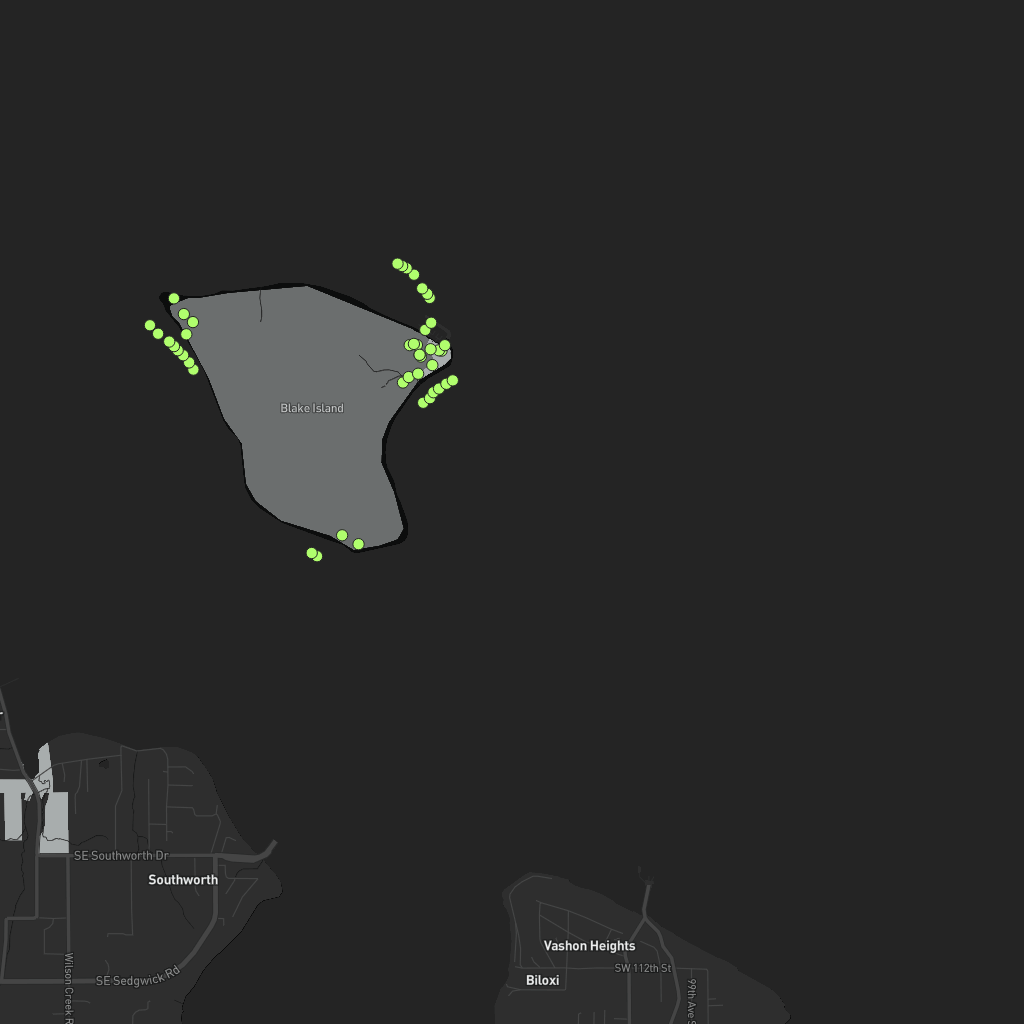 Blake Island
SE Southworth Dr
Southworth
Vashon Heights
SW 112th St
SE Sedgwick Rd
Biloxi
Wilson Creek R
99th Ave S